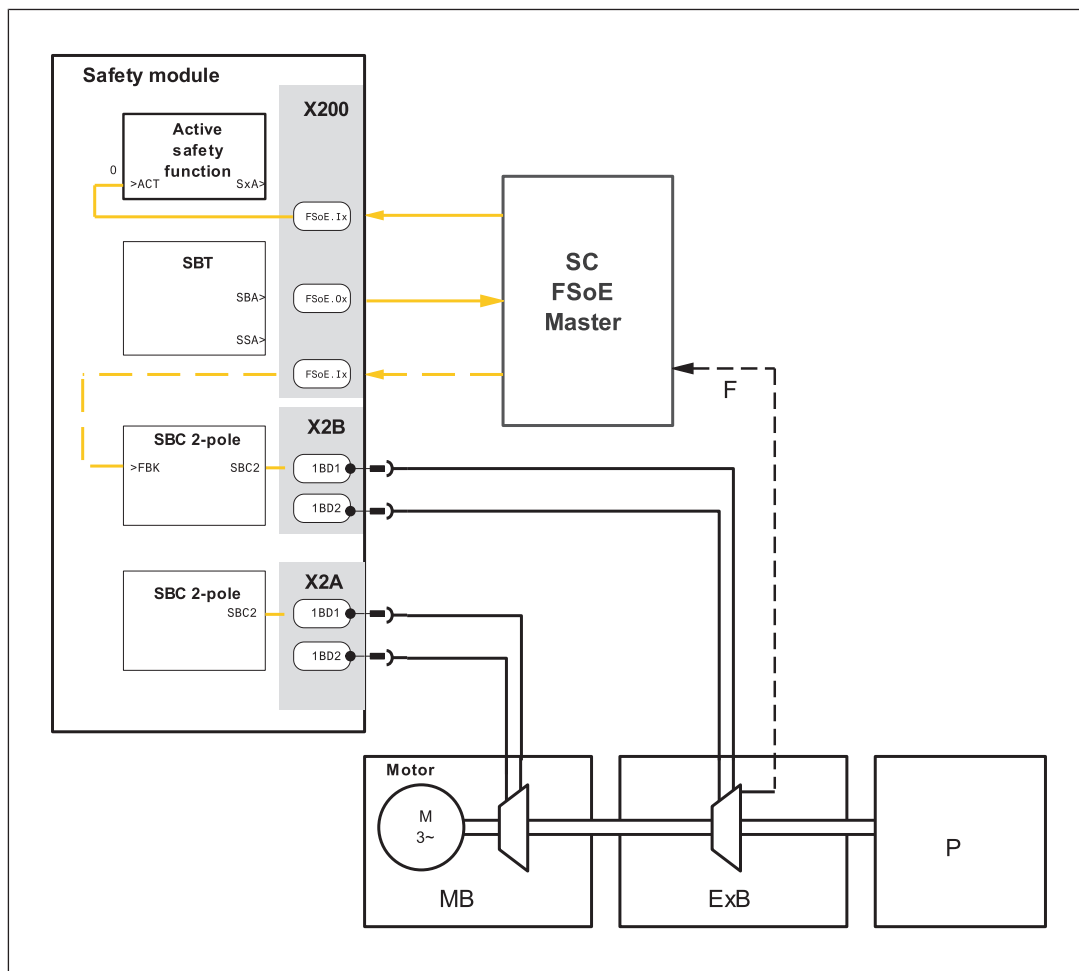 Safety module
X200
Active
safety
function
0
>ACT
SxA>
FSoE.Ix
SBT
SBA>
FSoE.Ox
SSA>
FSoE.Ix
SC
FSoE
Master
F
X2B
SBC 2-pole
>FBK
SBC2
1BD1
1BD2
X2A
SBC 2-pole
SBC2
1BD1
1BD2
Motor
M
3~
MB
ExB
P